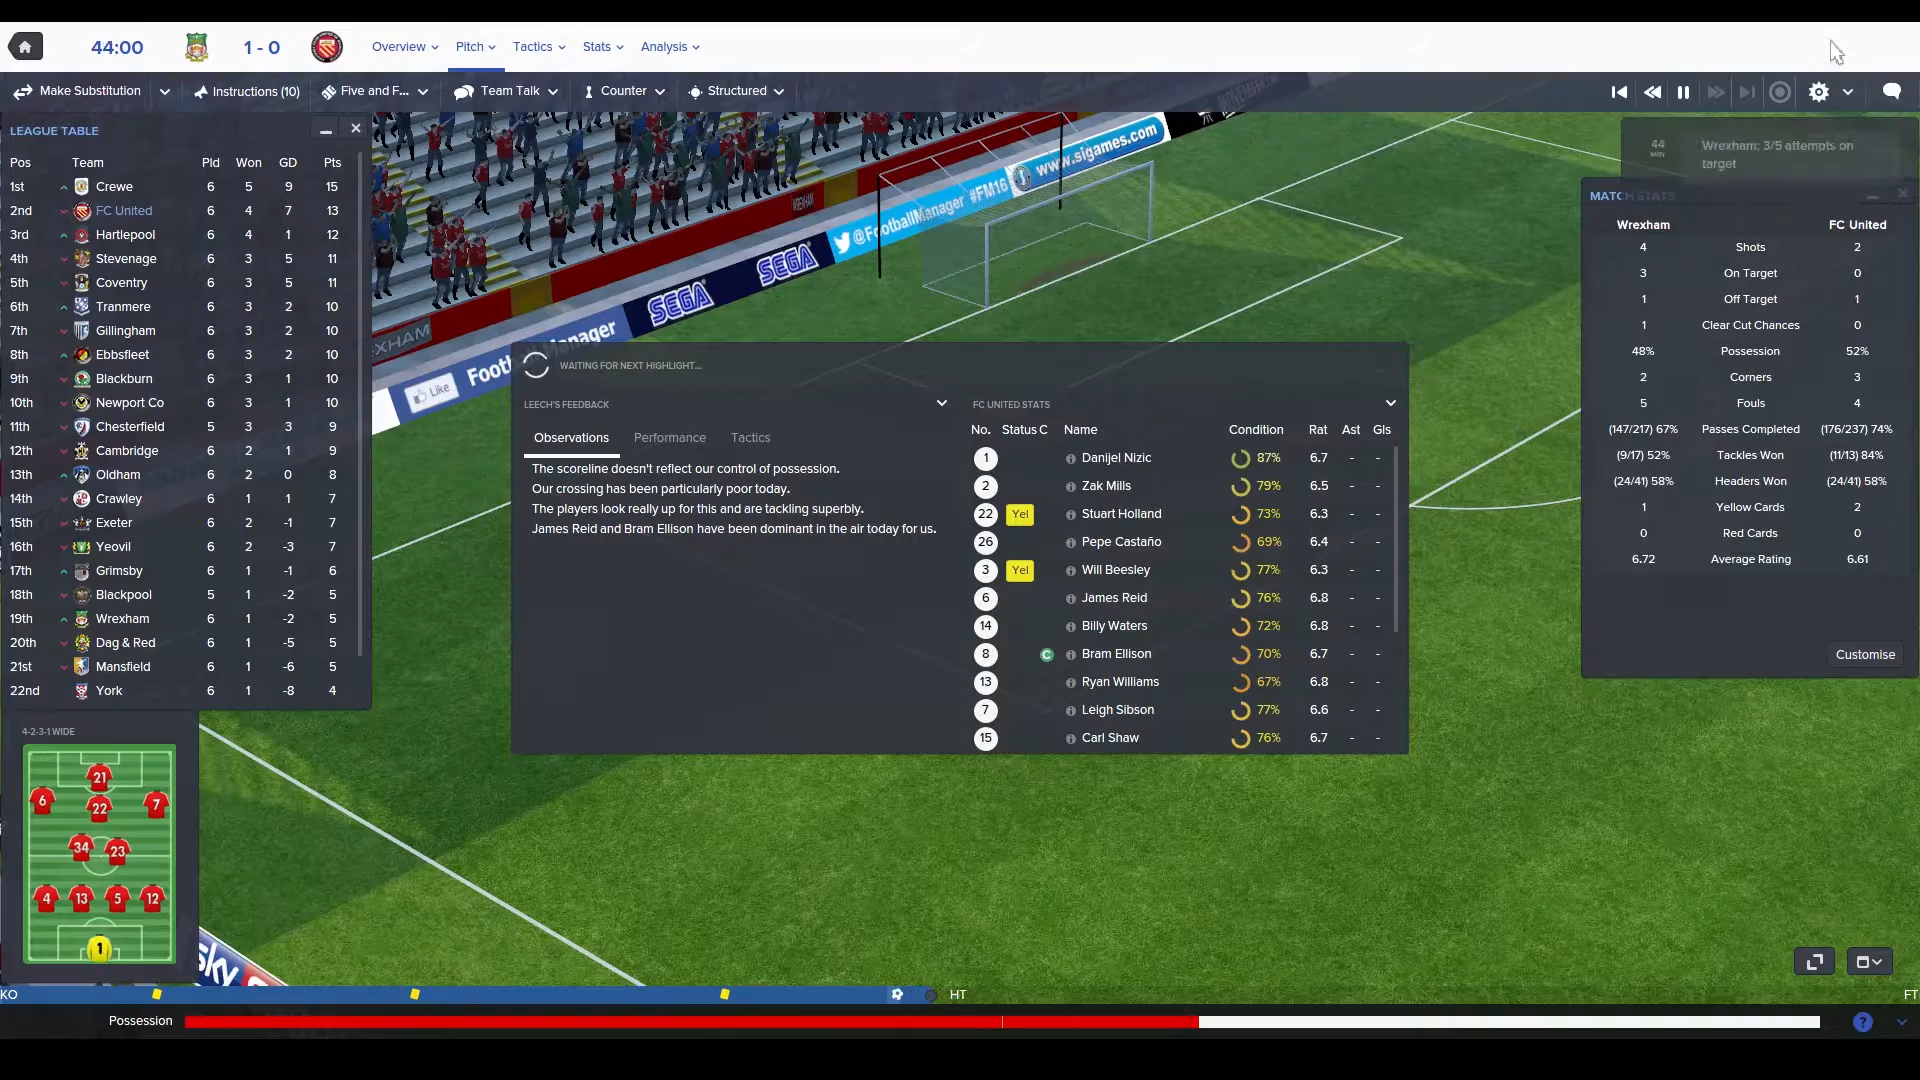 44:00
1 - 0
Overview
Pitch
Tactics
Stats
Analysis
Make Substitution
Instructions (10)
Five and F...
Team Talk
Counter
Structured
LEAGUE TABLE
Pos Team Pld Won GD Pts
1st Crewe 6 5 9 15
2nd FC United 6 4 7 13
3rd Hartlepool 6 4 1 12
4th Stevenage 6 3 5 11
5th Coventry 6 3 5 11
6th Tranmere 6 3 2 10
7th Gillingham 6 3 2 10
8th Ebbsfleet 6 3 2 10
9th Blackburn 6 3 1 10
10th Newport Co 6 3 1 10
11th Chesterfield 5 3 3 9
12th Cambridge 6 2 1 9
13th Oldham 6 2 0 8
14th Crawley 6 1 1 7
15th Exeter 6 2 -1 7
16th Yeovil 6 2 -3 7
17th Grimsby 6 1 -1 6
18th Blackpool 5 1 -2 5
19th Wrexham 6 1 -2 5
20th Dag & Red 6 1 -5 5
21st Mansfield 6 1 -6 5
22nd York 6 1 -8 4
www.sigames.com
@FootballManager #FM16
SEGA
SEGA
WREXHAM
Like
44 MIN
Wrexham; 3/5 attempts on
target
MATCH STATS
Wrexham FC United
4 Shots 2
3 On Target 0
1 Off Target 1
1 Clear Cut Chances 0
48% Possession 52%
2 Corners 3
5 Fouls 4
(147/217) 67% Passes Completed (176/237) 74%
(9/17) 52% Tackles Won (11/13) 84%
(24/41) 58% Headers Won (24/41) 58%
1 Yellow Cards 2
0 Red Cards 0
6.72 Average Rating 6.61
Customise
WAITING FOR NEXT HIGHLIGHT...
LEECH'S FEEDBACK
Observations Performance Tactics
The scoreline doesn't reflect our control of possession.
Our crossing has been particularly poor today.
The players look really up for this and are tackling superbly.
James Reid and Bram Ellison have been dominant in the air today for us.
FC UNITED STATS
No. Status C Name Condition Rat Ast Gls
1 Danijel Nizic 87% 6.7 - -
2 Zak Mills 79% 6.5 - -
22 Yel Stuart Holland 73% 6.3 - -
26 Pepe Castaño 69% 6.4 - -
3 Yel Will Beesley 77% 6.3 - -
6 James Reid 76% 6.8 - -
14 Billy Waters 72% 6.8 - -
8 C Bram Ellison 70% 6.7 - -
13 Ryan Williams 67% 6.8 - -
7 Leigh Sibson 77% 6.6 - -
15 Carl Shaw 76% 6.7 - -
4-2-3-1 WIDE
21
6 22 7
34 23
4 13 5 12
1
sky
KO HT FT
Possession
?